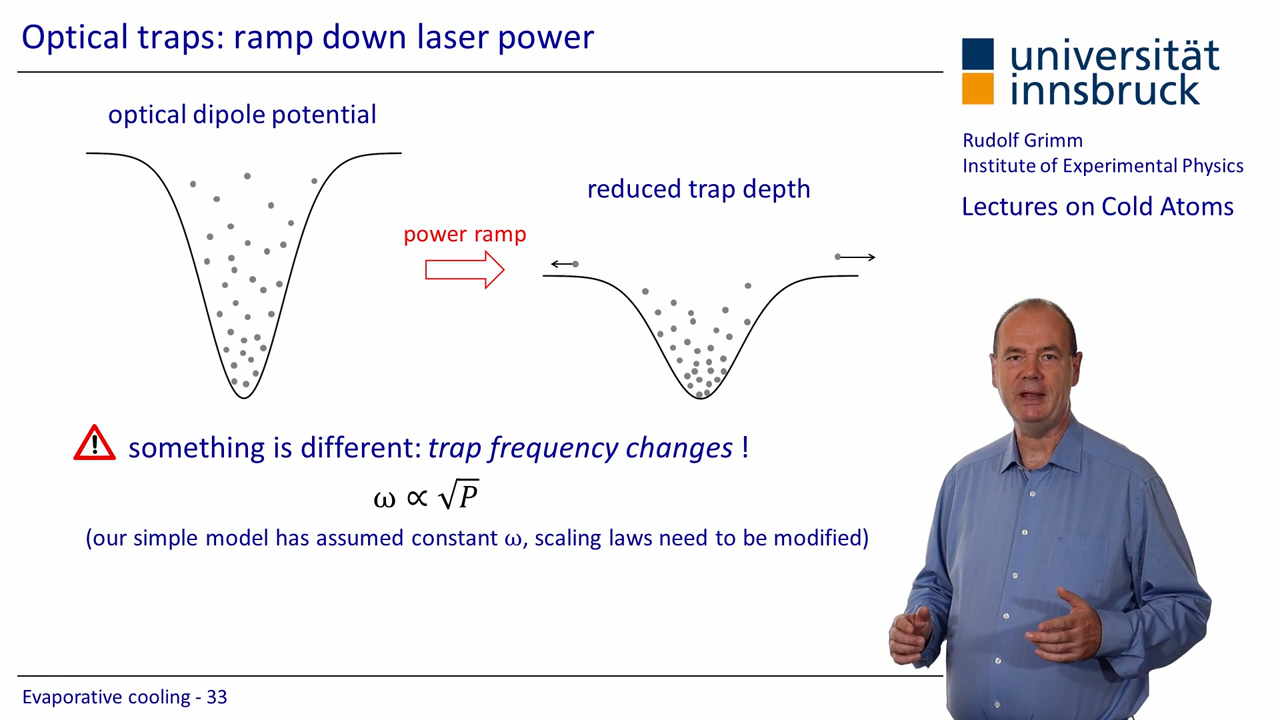 Optical traps: ramp down laser power
universität
innsbruck
Rudolf Grimm
Institute of Experimental Physics
Lectures on Cold Atoms
optical dipole potential
reduced trap depth
power ramp
something is different: trap frequency changes !
ω ∝ √P
(our simple model has assumed constant ω, scaling laws need to be modified)
Evaporative cooling - 33